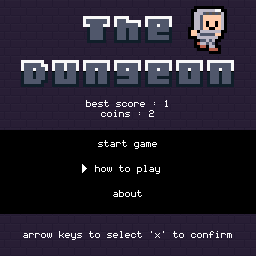 The
Dungeon
best score : 1
coins : 2
start game
how to play
about
arrow keys to select 'x' to confirm